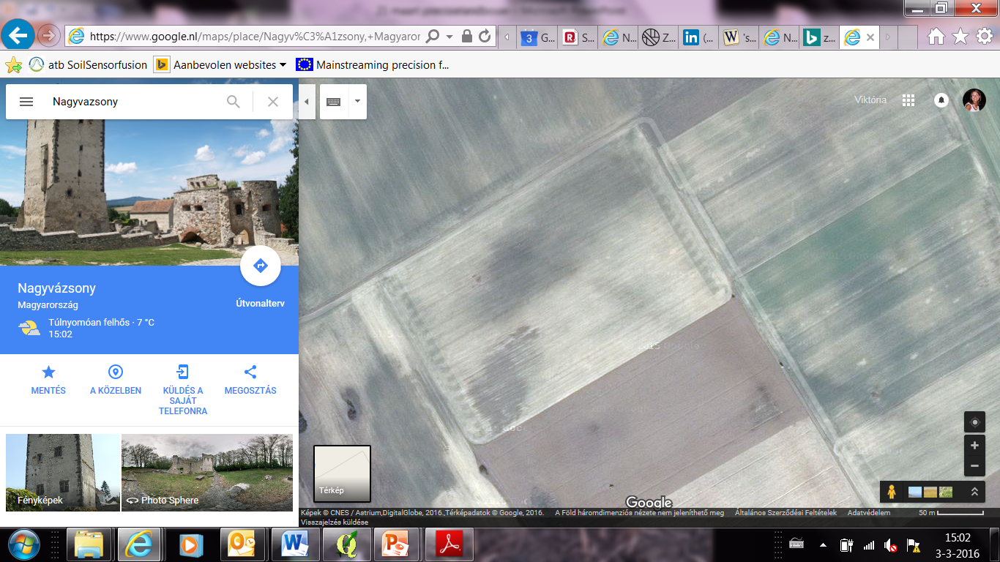 https://www.google.nl/maps/place/Nagyv%C3%A1zsony,+Magyaror
3 G...
R S...
N...
Z...
in (...
W 's...
N...
b z...
atb SoilSensorfusion
Aanbevolen websites
Mainstreaming precision f...
Nagyvazsony
Viktória
Nagyvázsony
Magyarország
Útvonalterv
Túlnyomóan felhős · 7 °C
15:02
MENTÉS
A KÖZELBEN
KÜLDÉS A SAJÁT TELEFONRA
MEGOSZTÁS
Fényképek
Photo Sphere
Térkép
Google
Képek © CNES / Astrium,DigitalGlobe, 2016.,Térképadatok © Google, 2016.
A Föld háromdimenziós nézete nem jeleníthető meg
Általános Szerződési Feltételek
Adatvédelem
50 m
Visszajelzés küldése
15:02
3-3-2016